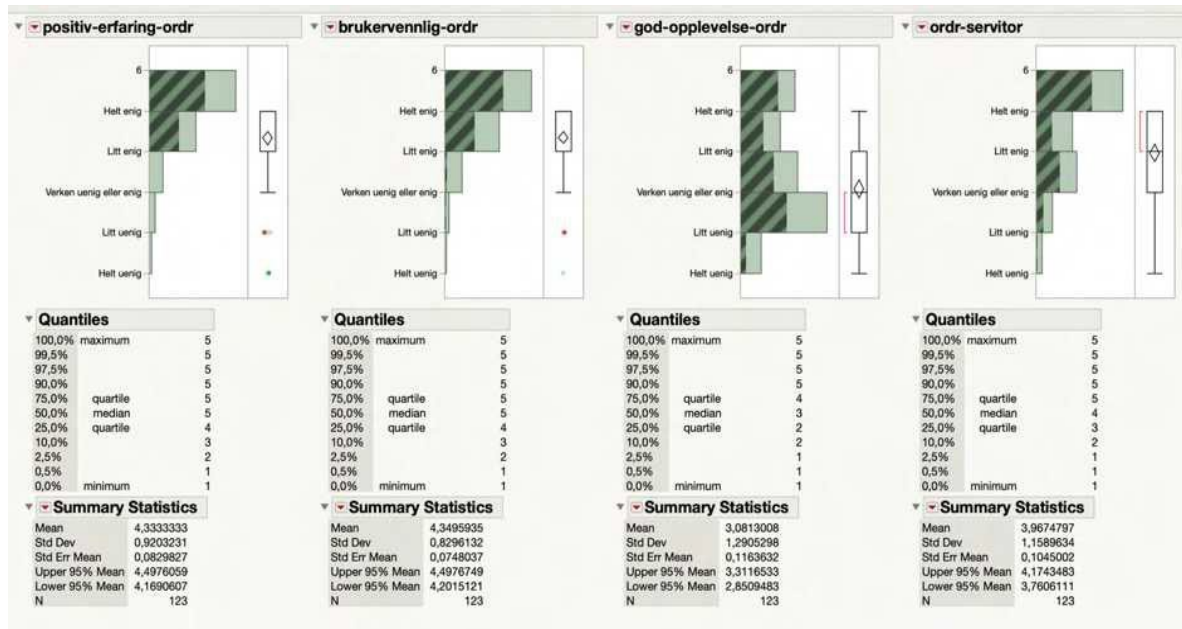 positiv-erfaring-ordr
6
Helt enig
Litt enig
Verken uenig eller enig
Litt uenig
Helt uenig
Quantiles
100,0% maximum 5
99,5% 5
97,5% 5
90,0% 5
75,0% quartile 5
50,0% median 5
25,0% quartile 4
10,0% 3
2,5% 2
0,5% 1
0,0% minimum 1
Summary Statistics
Mean 4,3333333
Std Dev 0,9203231
Std Err Mean 0,0829827
Upper 95% Mean 4,4976059
Lower 95% Mean 4,1690607
N 123
brukervennlig-ordr
6
Helt enig
Litt enig
Verken uenig eller enig
Litt uenig
Helt uenig
Quantiles
100,0% maximum 5
99,5% 5
97,5% 5
90,0% 5
75,0% quartile 5
50,0% median 5
25,0% quartile 4
10,0% 3
2,5% 2
0,5% 1
0,0% minimum 1
Summary Statistics
Mean 4,3495935
Std Dev 0,8296132
Std Err Mean 0,0748037
Upper 95% Mean 4,4976749
Lower 95% Mean 4,2015121
N 123
god-opplevelse-ordr
6
Helt enig
Litt enig
Verken uenig eller enig
Litt uenig
Helt uenig
Quantiles
100,0% maximum 5
99,5% 5
97,5% 5
90,0% 5
75,0% quartile 4
50,0% median 3
25,0% quartile 2
10,0% 2
2,5% 1
0,5% 1
0,0% minimum 1
Summary Statistics
Mean 3,0813008
Std Dev 1,2905298
Std Err Mean 0,1163632
Upper 95% Mean 3,3116533
Lower 95% Mean 2,8509483
N 123
ordr-servitor
6
Helt enig
Litt enig
Verken uenig eller enig
Litt uenig
Helt uenig
Quantiles
100,0% maximum 5
99,5% 5
97,5% 5
90,0% 5
75,0% quartile 5
50,0% median 4
25,0% quartile 3
10,0% 2
2,5% 1
0,5% 1
0,0% minimum 1
Summary Statistics
Mean 3,9674797
Std Dev 1,1589634
Std Err Mean 0,1045002
Upper 95% Mean 4,1743483
Lower 95% Mean 3,7606111
N 123